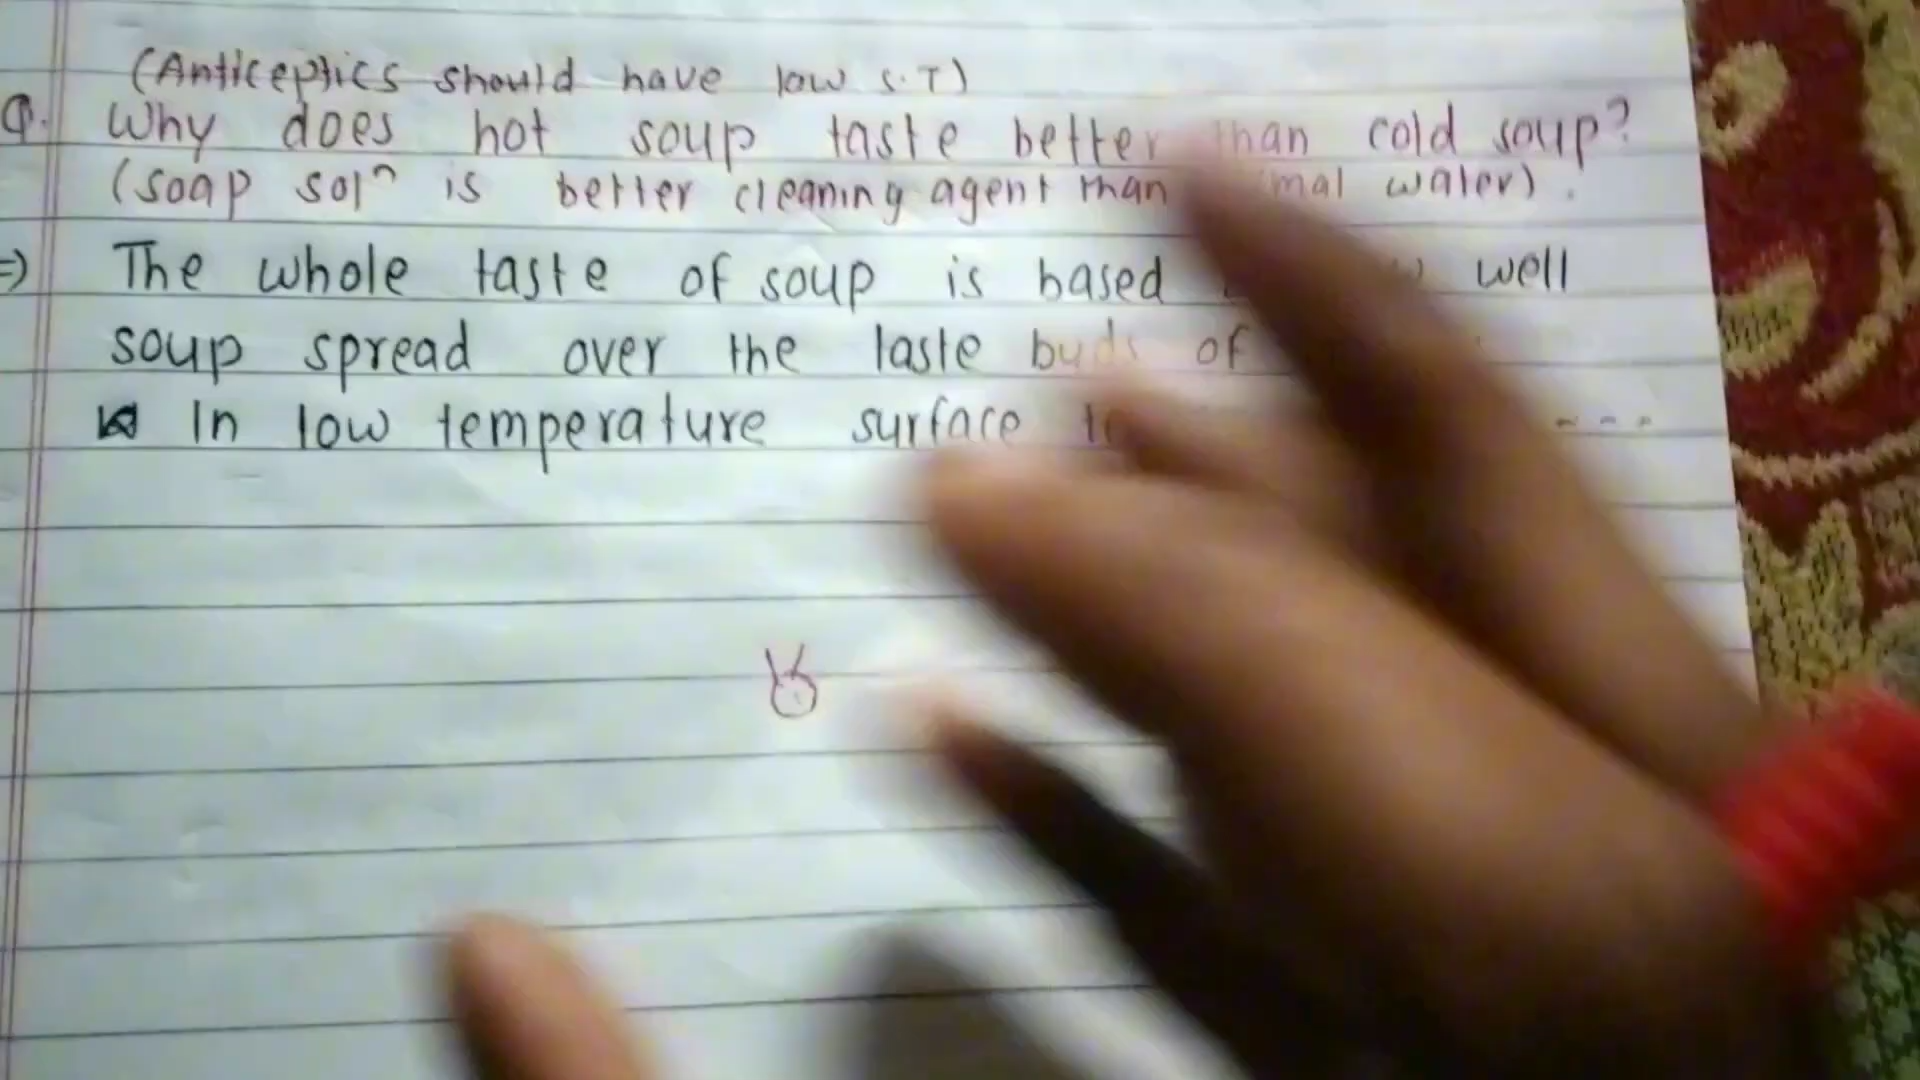 (Anticeptics should have low S.T)
Q. Why does hot soup taste better than cold soup?
(soap solⁿ is better cleaning agent than water).
=) The whole taste of soup is based well
soup spread over the taste buds of
In low temperature surface